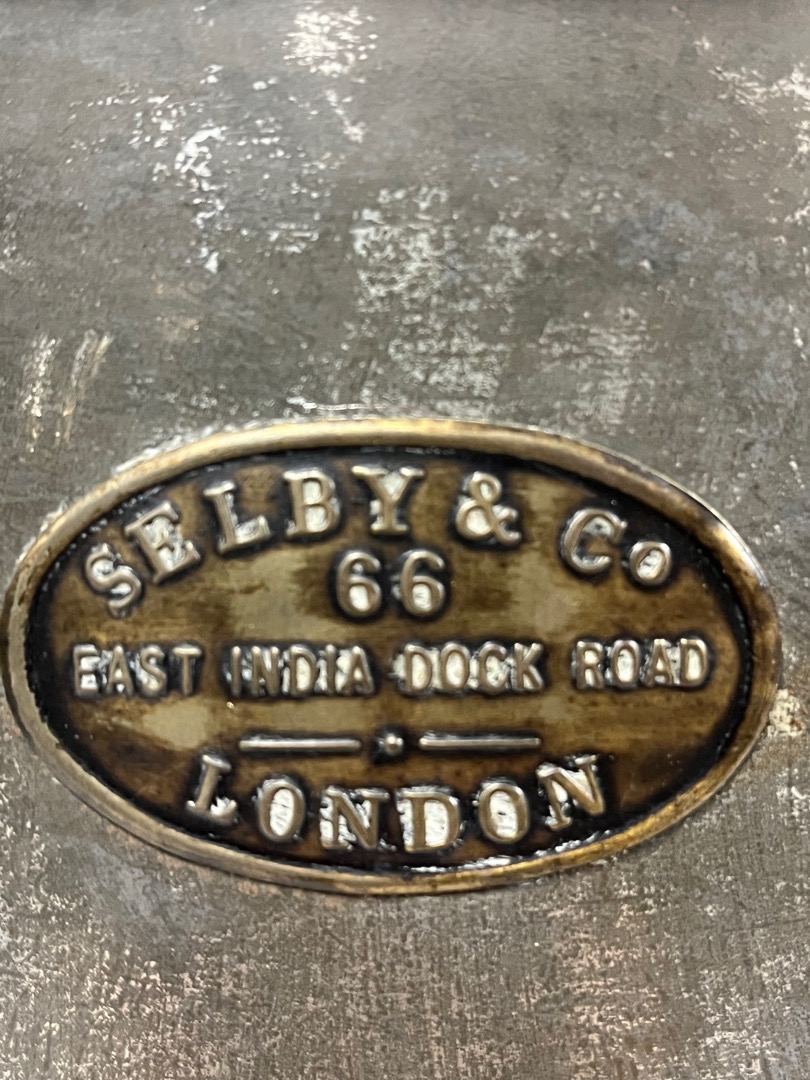 SELBY & Co
66
EAST INDIA DOCK ROAD
LONDON